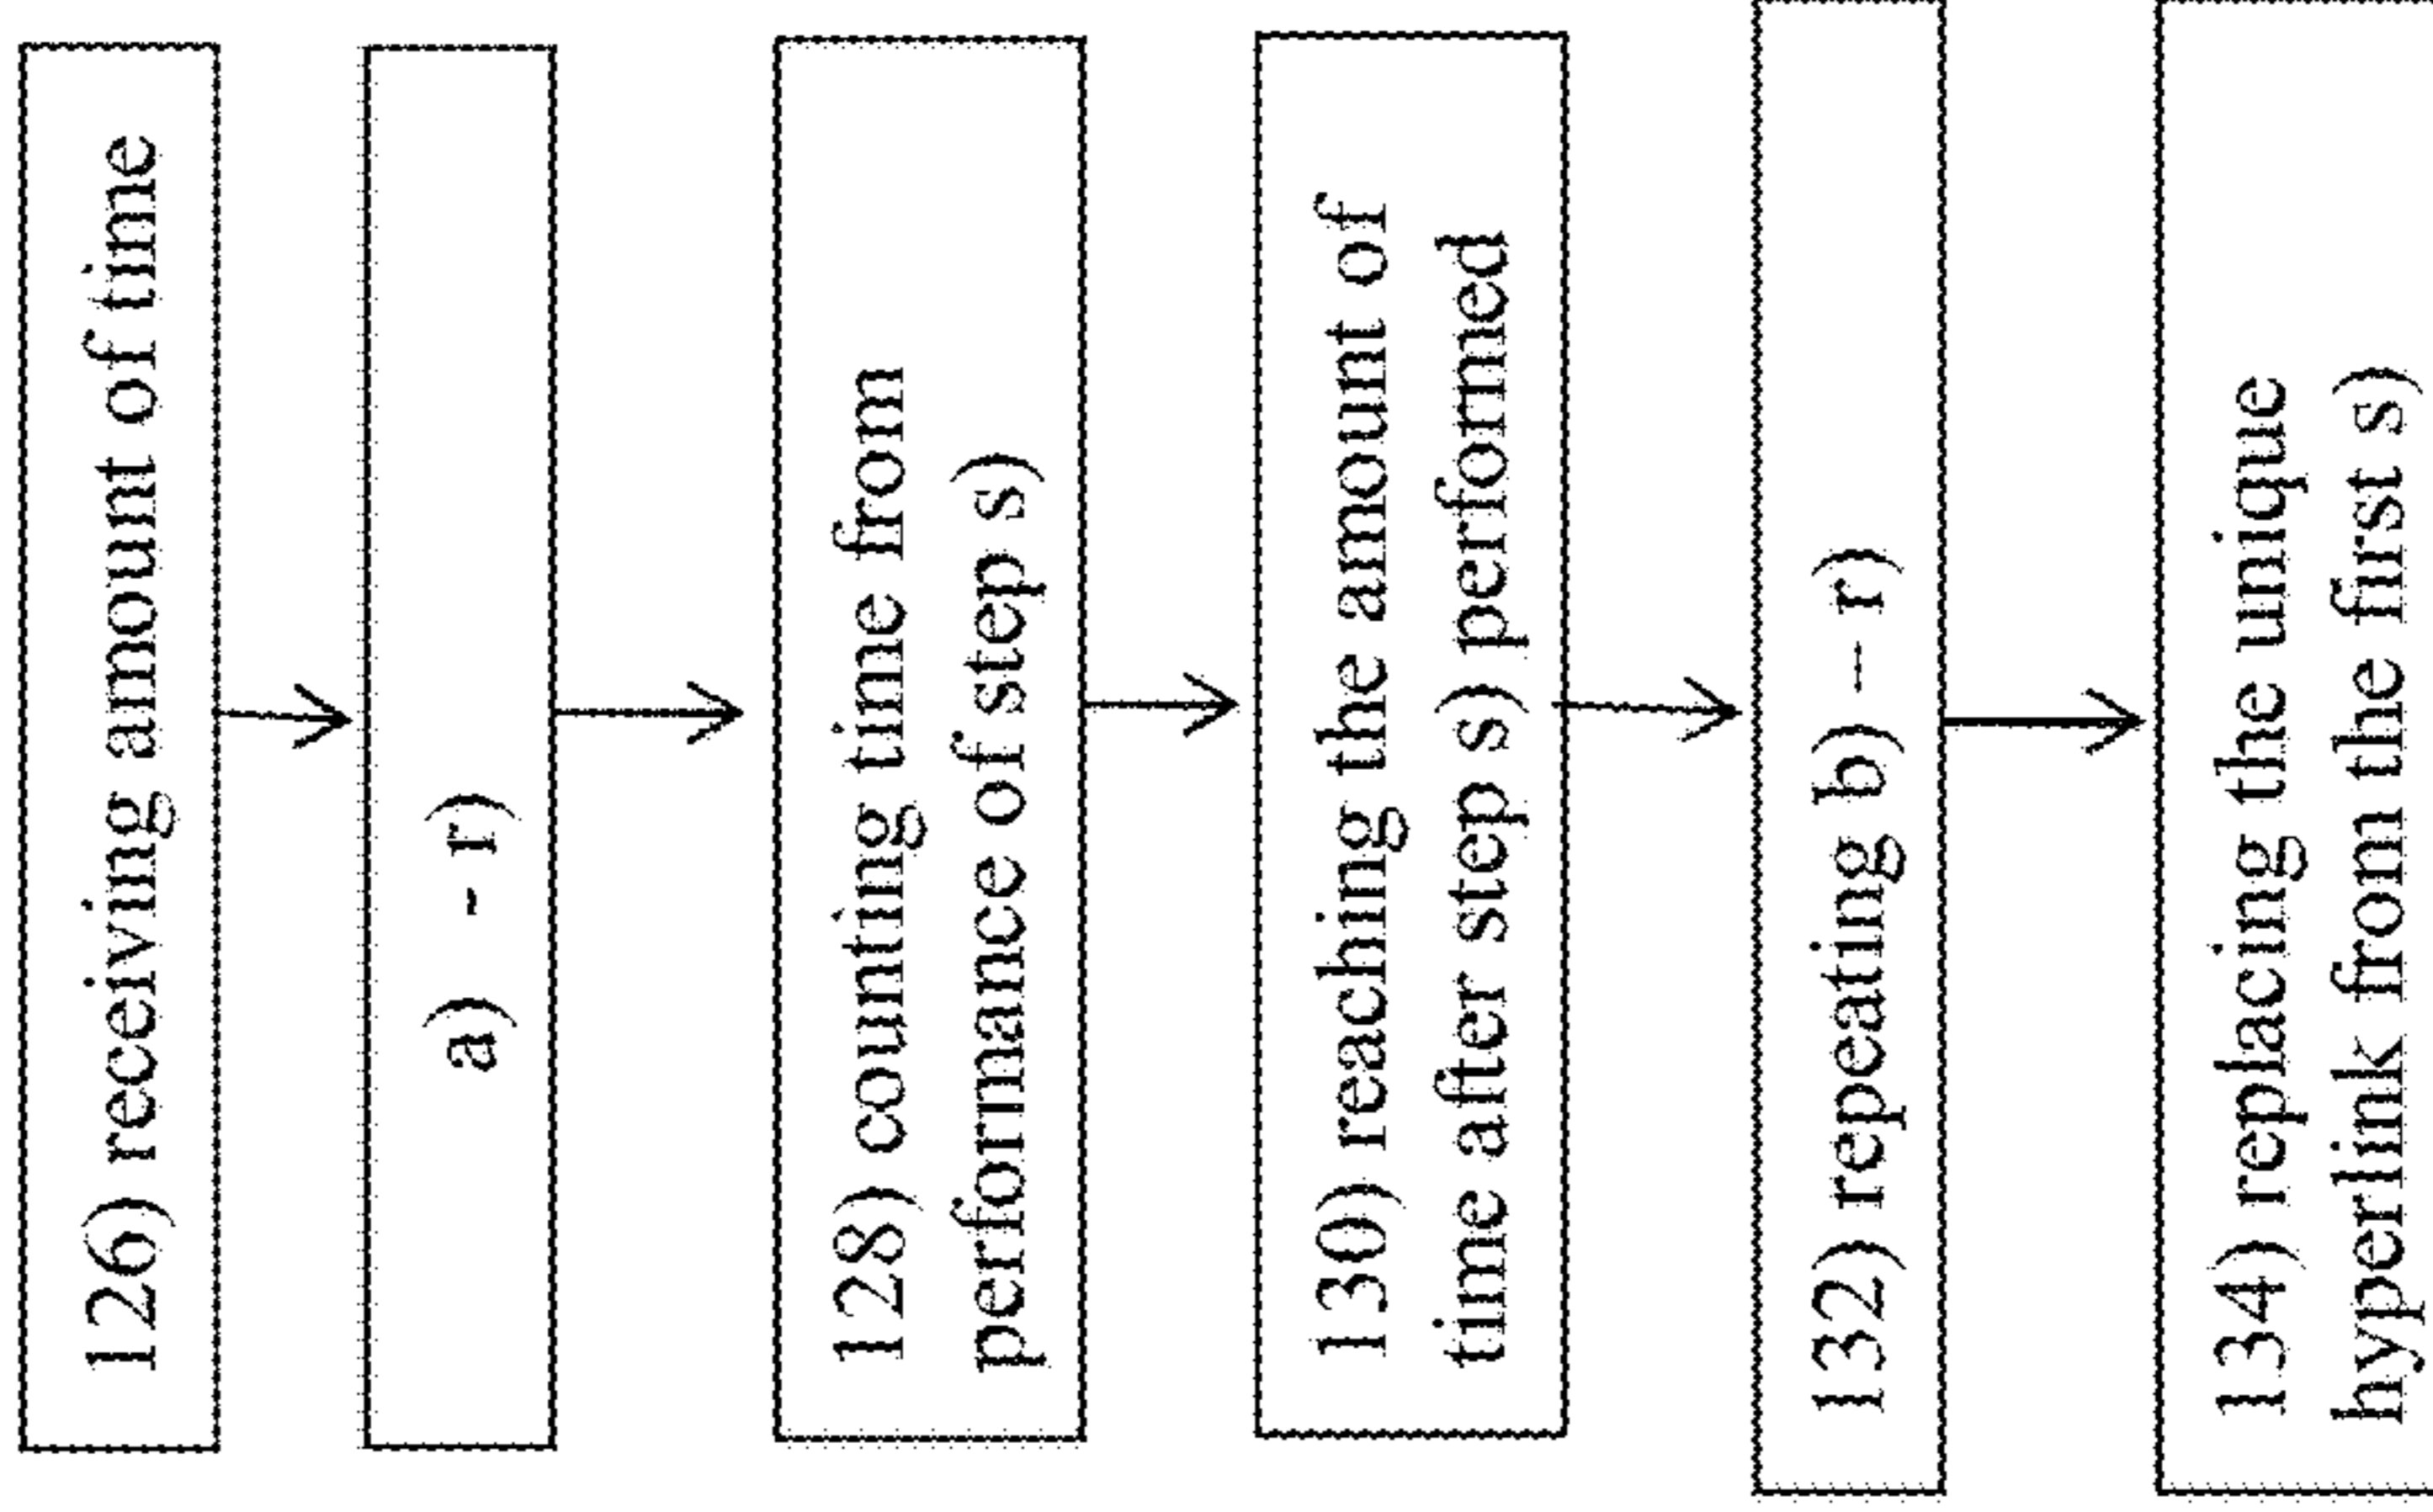 126) receiving amount of time
a) - r)
128) counting time from
performance of step s)
130) reaching the amount of
time after step s) performed
132) repeating b) -- r)
134) replacing the unique
hyperlink from the first s)